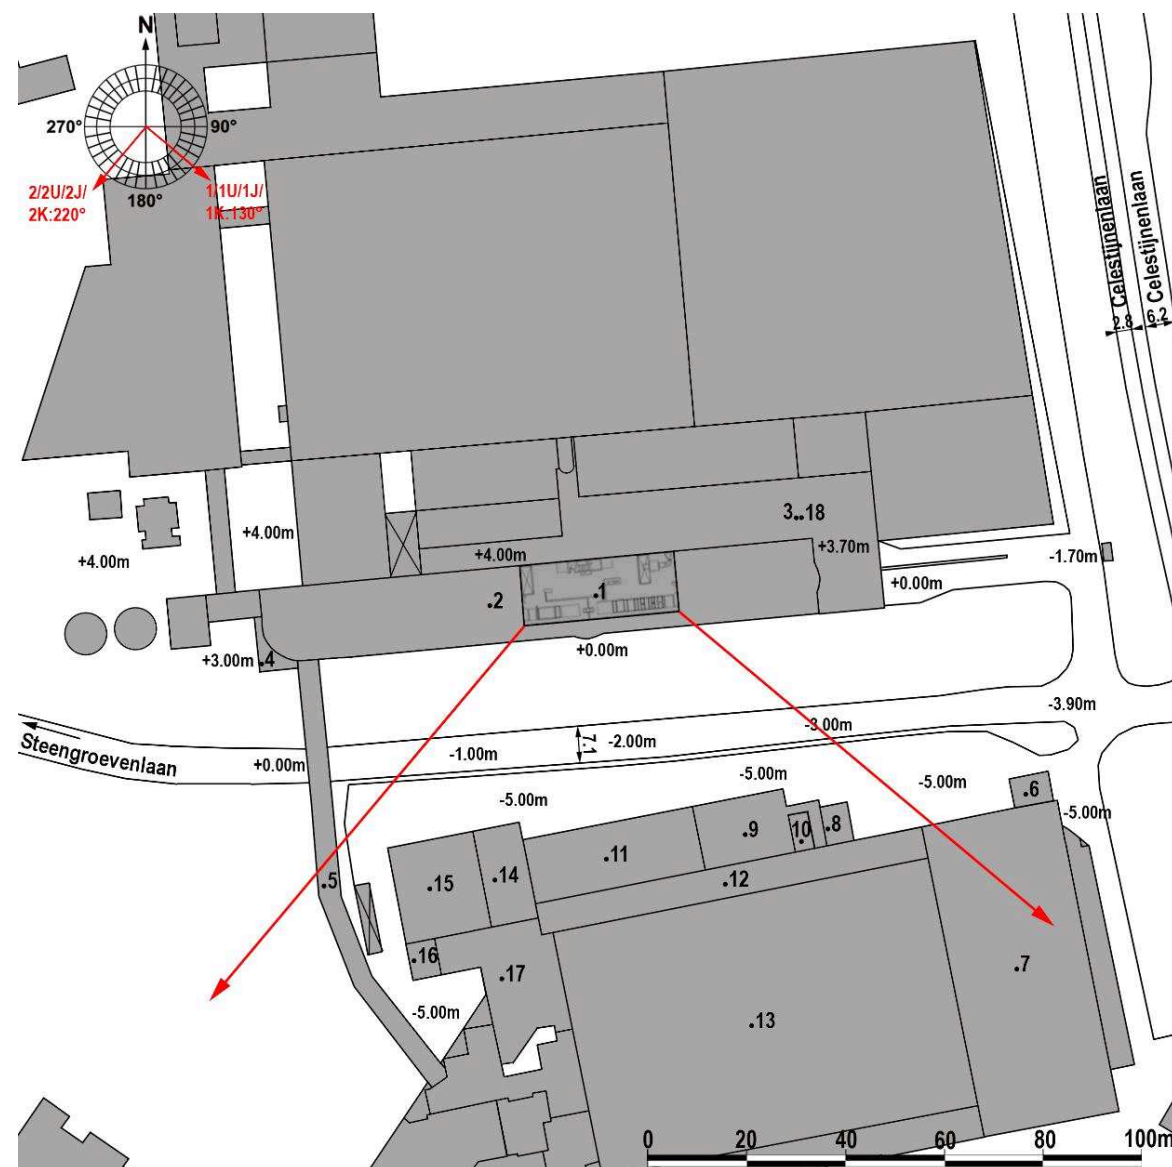 N
270°
90°
180°
2/2U/2J/
2K:220°
1/1U/1J/
1K:130°
Celestijnenlaan
Celestijnenlaan
2.8
6.2
+4.00m
+4.00m
+4.00m
3
.18
+3.70m
-1.70m
+0.00m
.2
.1
+3.00m
.4
+0.00m
-3.90m
Steengroevenlaan
+0.00m
-1.00m
7.1
-2.00m
-3.00m
-5.00m
-5.00m
-5.00m
-5.00m
.6
.5
.15
.14
.11
.9
10
.8
.12
.16
.17
.7
-5.00m
.13
0 20 40 60 80 100m